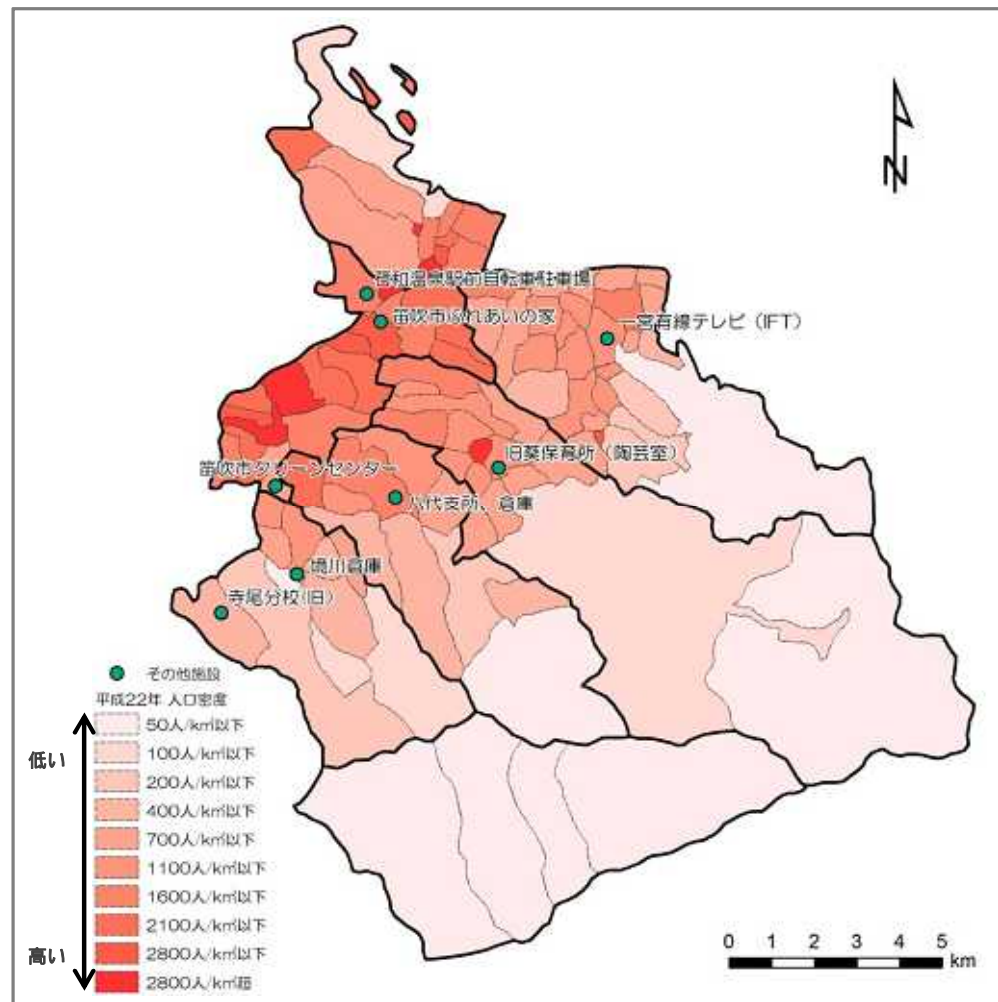 N
石和温泉駅前自転車駐車場
笛吹市ふれあいの家
一宮有線テレビ（IFT）
旧葵保育所（陶芸室）
笛吹市クリーンセンター
八代支所、倉庫
境川倉庫
寺尾分校(旧)
その他施設
平成22年 人口密度
低い
50人/k㎡以下
100人/k㎡以下
200人/k㎡以下
400人/k㎡以下
700人/k㎡以下
1100人/k㎡以下
1600人/k㎡以下
2100人/k㎡以下
2800人/k㎡以下
2800人/k㎡超
高い
0 1 2 3 4 5
km